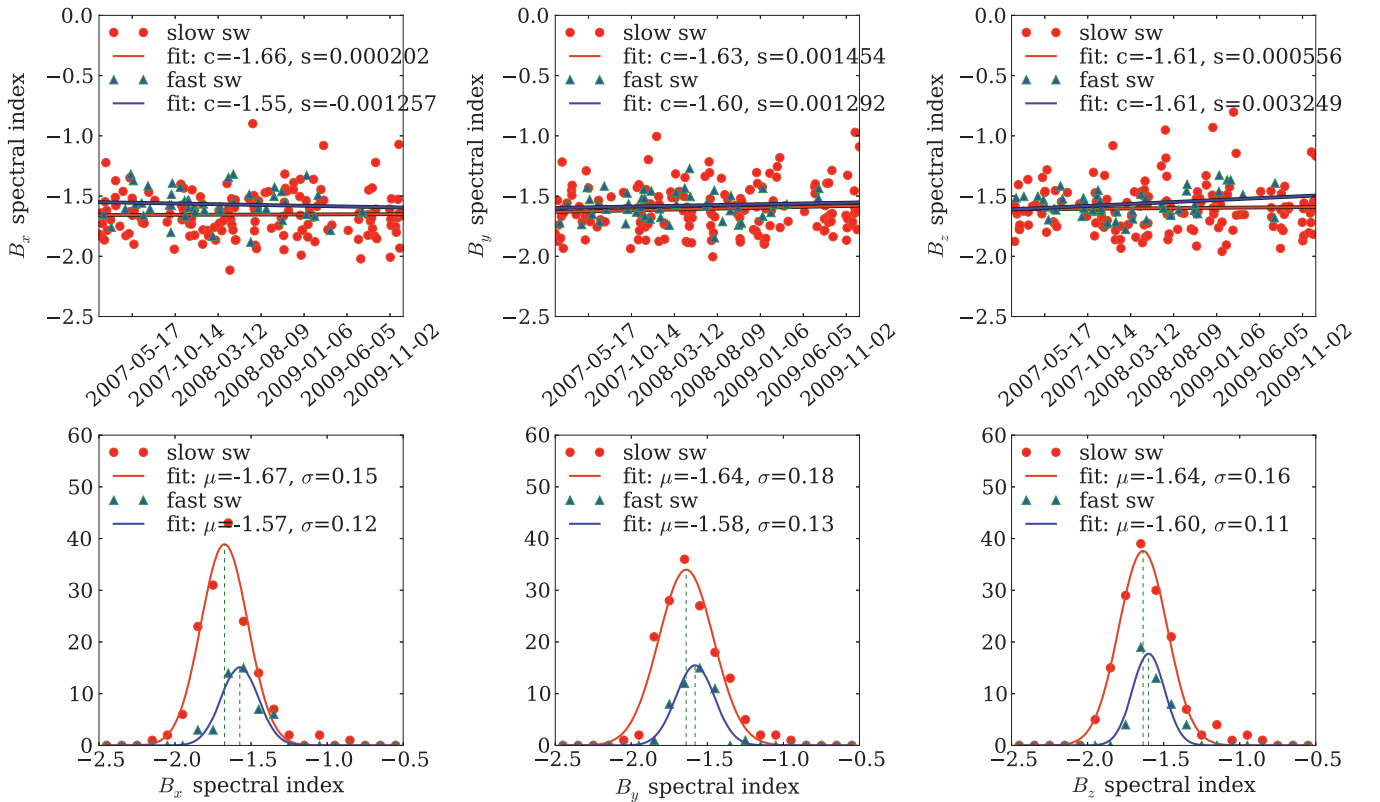 0.0
−0.5
−1.0
−1.5
−2.0
−2.5
B_x spectral index
slow sw
fit: c=-1.66, s=0.000202
fast sw
fit: c=-1.55, s=-0.001257
2007-05-17
2007-10-14
2008-03-12
2008-08-09
2009-01-06
2009-06-05
2009-11-02
0.0
−0.5
−1.0
−1.5
−2.0
−2.5
B_y spectral index
slow sw
fit: c=-1.63, s=0.001454
fast sw
fit: c=-1.60, s=0.001292
2007-05-17
2007-10-14
2008-03-12
2008-08-09
2009-01-06
2009-06-05
2009-11-02
0.0
−0.5
−1.0
−1.5
−2.0
−2.5
B_z spectral index
slow sw
fit: c=-1.61, s=0.000556
fast sw
fit: c=-1.61, s=0.003249
2007-05-17
2007-10-14
2008-03-12
2008-08-09
2009-01-06
2009-06-05
2009-11-02
60
50
40
30
20
10
0
slow sw
fit: μ=-1.67, σ=0.15
fast sw
fit: μ=-1.57, σ=0.12
−2.5 −2.0 −1.5 −1.0 −0.5
B_x spectral index
60
50
40
30
20
10
0
slow sw
fit: μ=-1.64, σ=0.18
fast sw
fit: μ=-1.58, σ=0.13
−2.5 −2.0 −1.5 −1.0 −0.5
B_y spectral index
60
50
40
30
20
10
0
slow sw
fit: μ=-1.64, σ=0.16
fast sw
fit: μ=-1.60, σ=0.11
−2.5 −2.0 −1.5 −1.0 −0.5
B_z spectral index